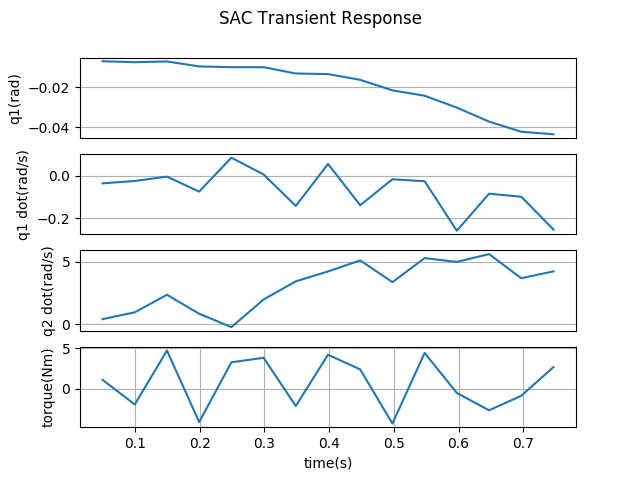 SAC Transient Response
q1(rad)
−0.02
−0.04
q1 dot(rad/s)
0.0
−0.2
q2 dot(rad/s)
5
0
torque(Nm)
5
0
0.1 0.2 0.3 0.4 0.5 0.6 0.7
time(s)